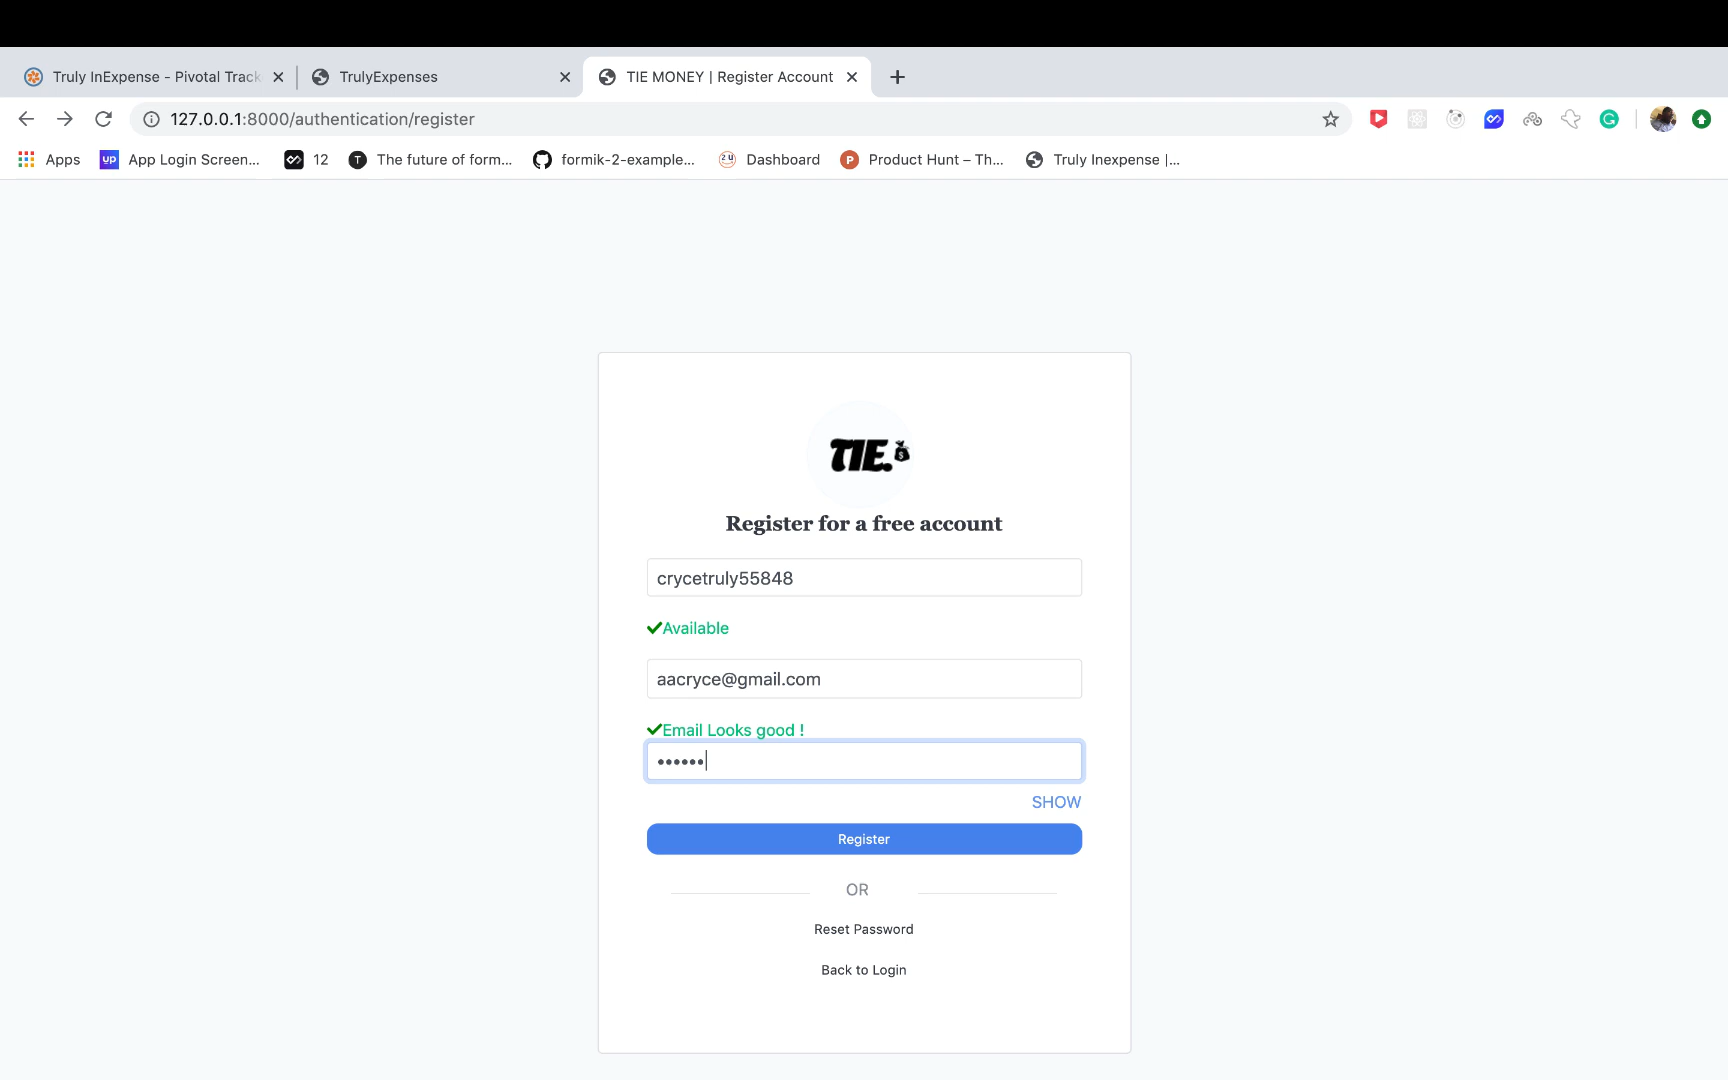 Truly InExpense - Pivotal Track
TrulyExpenses
TIE MONEY | Register Account
127.0.0.1:8000/authentication/register
Apps
up
App Login Screen...
12
T
The future of form...
formik-2-example...
2U
Dashboard
P
Product Hunt – Th...
Truly Inexpense |...
TIE.
$
Register for a free account
crycetruly55848
Available
aacryce@gmail.com
Email Looks good !
••••••
SHOW
Register
OR
Reset Password
Back to Login